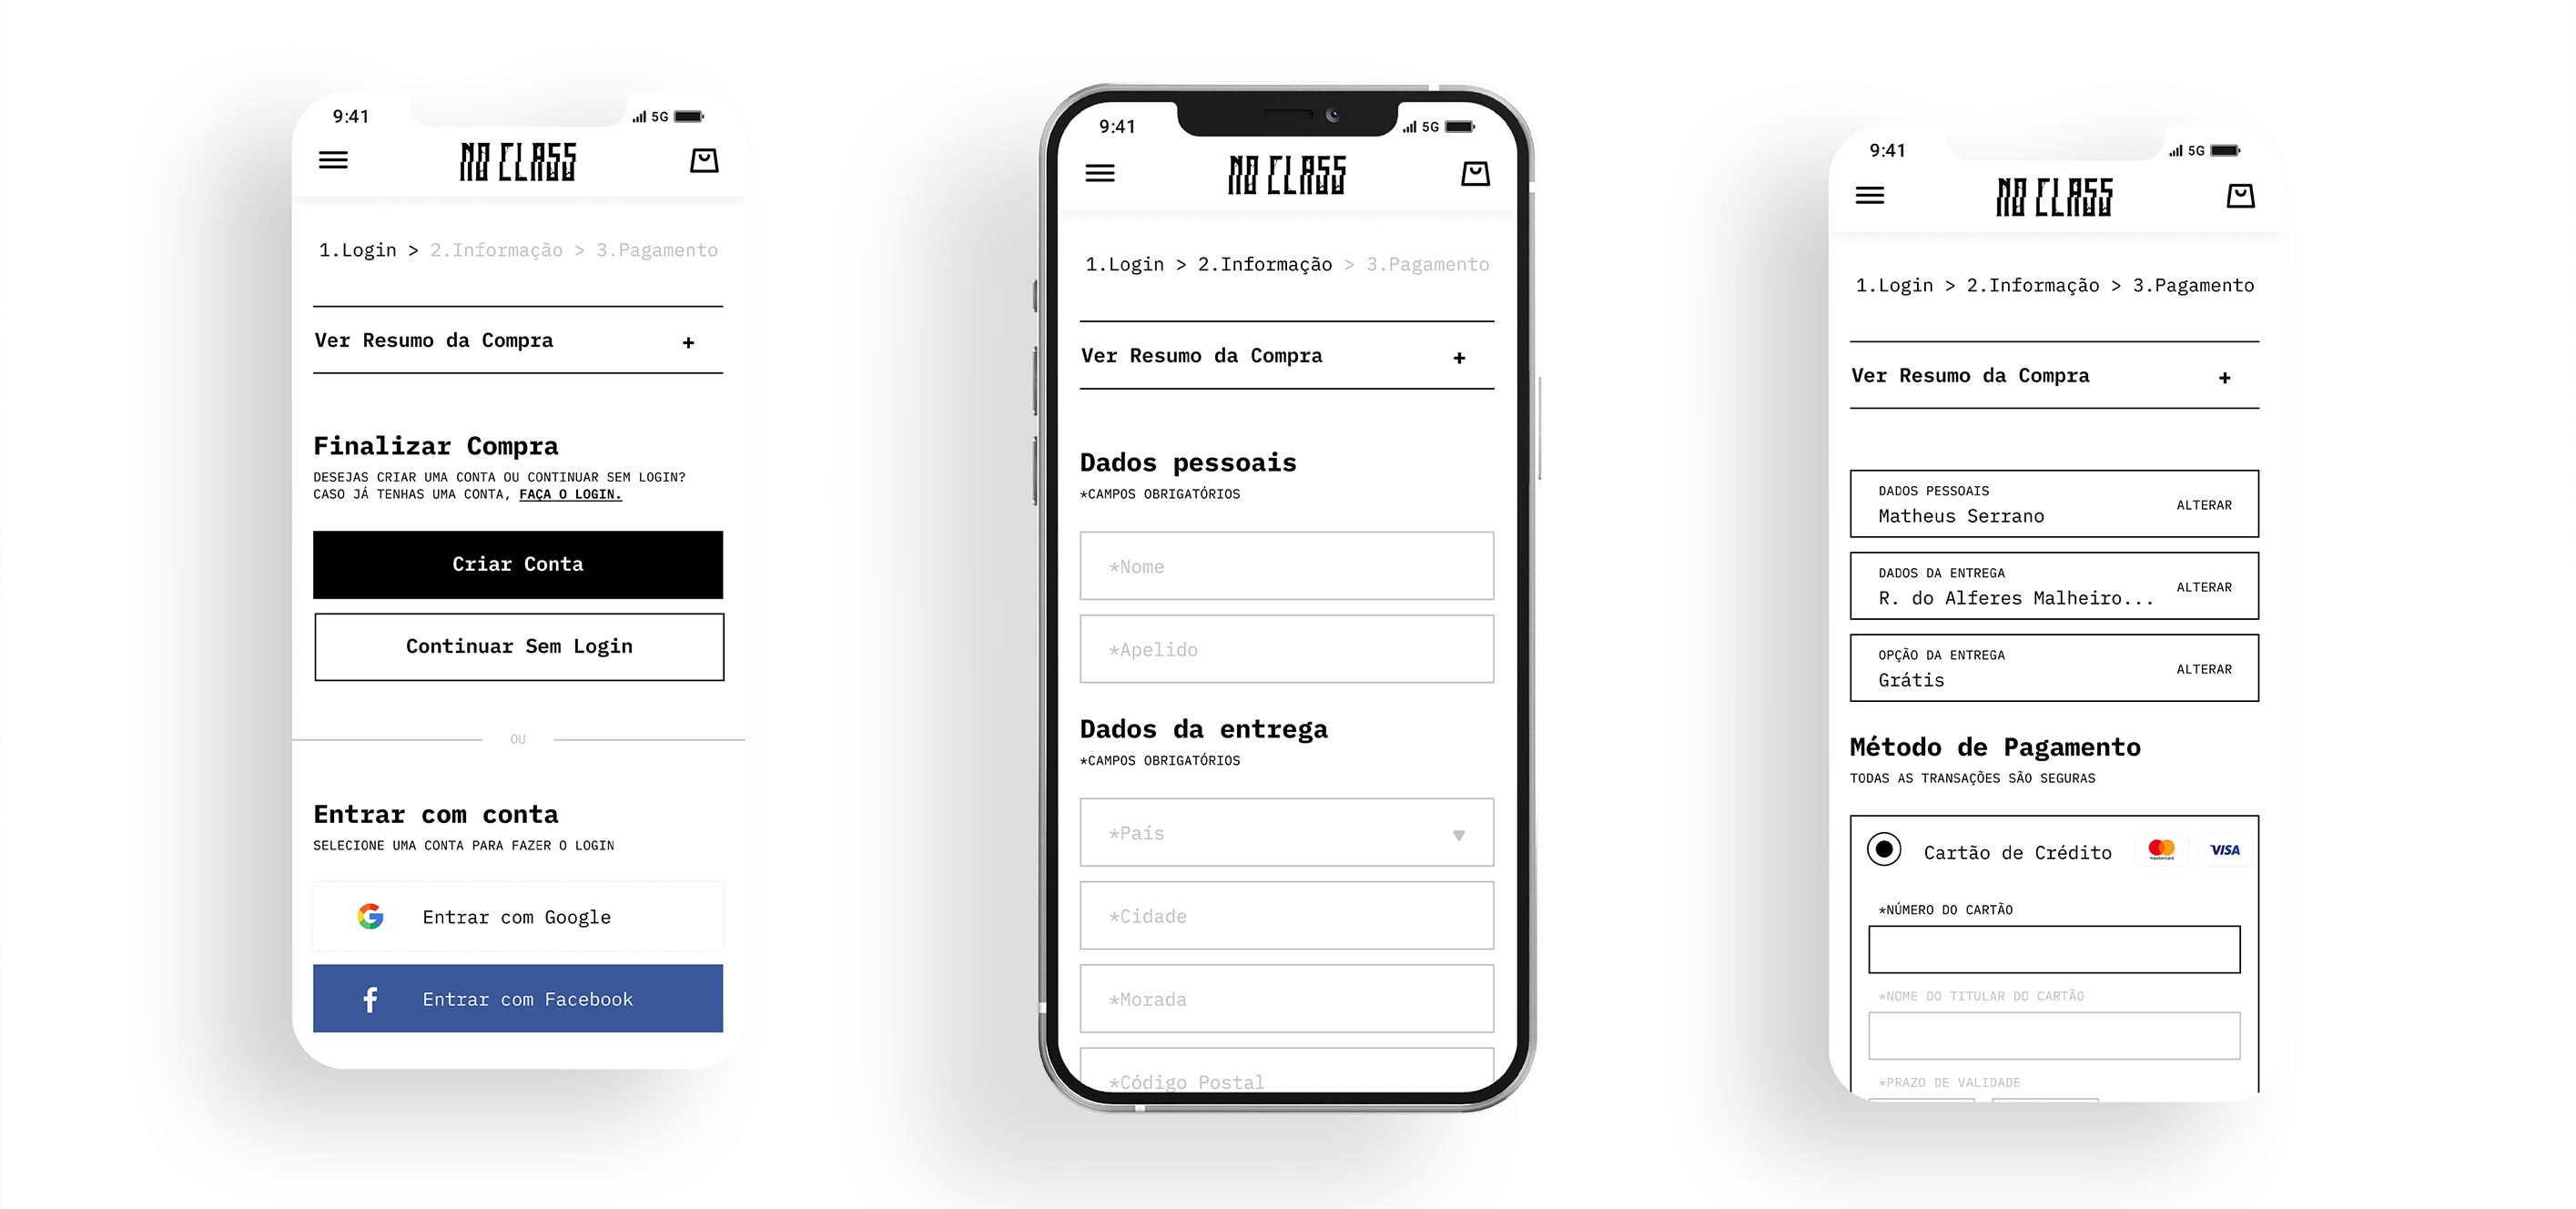 9:41
5G
NO CLASS
1.Login > 2.Informação > 3.Pagamento
Ver Resumo da Compra +
Finalizar Compra
DESEJAS CRIAR UMA CONTA OU CONTINUAR SEM LOGIN?
CASO JÁ TENHAS UMA CONTA, FAÇA O LOGIN.
Criar Conta
Continuar Sem Login
OU
Entrar com conta
SELECIONE UMA CONTA PARA FAZER O LOGIN
Entrar com Google
Entrar com Facebook
9:41
5G
NO CLASS
1.Login > 2.Informação > 3.Pagamento
Ver Resumo da Compra +
Dados pessoais
*CAMPOS OBRIGATÓRIOS
*Nome
*Apelido
Dados da entrega
*CAMPOS OBRIGATÓRIOS
*País
*Cidade
*Morada
*Código Postal
9:41
5G
NO CLASS
1.Login > 2.Informação > 3.Pagamento
Ver Resumo da Compra +
DADOS PESSOAIS
Matheus Serrano
ALTERAR
DADOS DA ENTREGA
R. do Alferes Malheiro...
ALTERAR
OPÇÃO DA ENTREGA
Grátis
ALTERAR
Método de Pagamento
TODAS AS TRANSAÇÕES SÃO SEGURAS
Cartão de Crédito
mastercard
VISA
*NÚMERO DO CARTÃO
*NOME DO TITULAR DO CARTÃO
*PRAZO DE VALIDADE